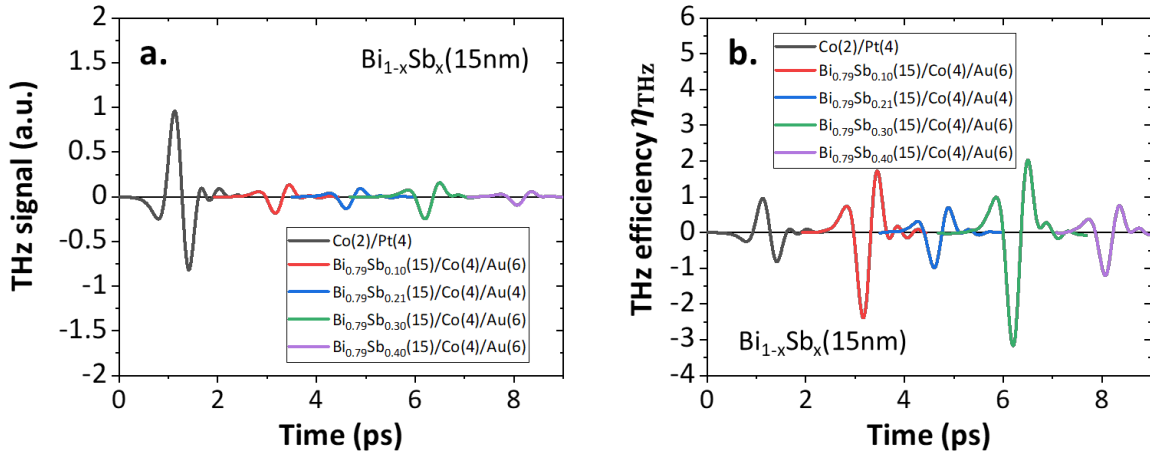 a.
Bi1-xSbx(15nm)
THz signal (a.u.)
2
1.5
1
0.5
0
-0.5
-1
-1.5
-2
Co(2)/Pt(4)
Bi0.79Sb0.10(15)/Co(4)/Au(6)
Bi0.79Sb0.21(15)/Co(4)/Au(4)
Bi0.79Sb0.30(15)/Co(4)/Au(6)
Bi0.79Sb0.40(15)/Co(4)/Au(6)
0 2 4 6 8
Time (ps)
b.
THz efficiency ηTHz
6
5
4
3
2
1
0
-1
-2
-3
-4
Co(2)/Pt(4)
Bi0.79Sb0.10(15)/Co(4)/Au(6)
Bi0.79Sb0.21(15)/Co(4)/Au(4)
Bi0.79Sb0.30(15)/Co(4)/Au(6)
Bi0.79Sb0.40(15)/Co(4)/Au(6)
Bi1-xSbx(15nm)
0 2 4 6 8
Time (ps)